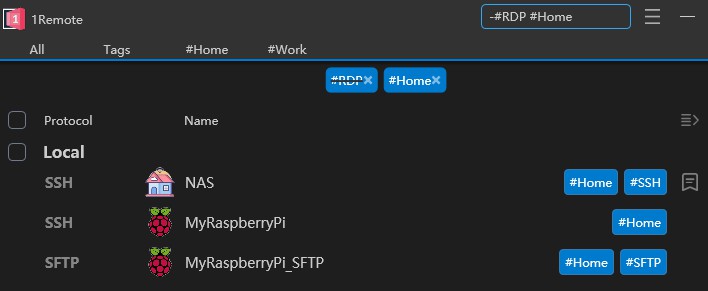 1 1Remote -#RDP #Home
All Tags #Home #Work
#RDP× #Home×
Protocol Name
Local
SSH NAS #Home #SSH
SSH MyRaspberryPi #Home
SFTP MyRaspberryPi_SFTP #Home #SFTP